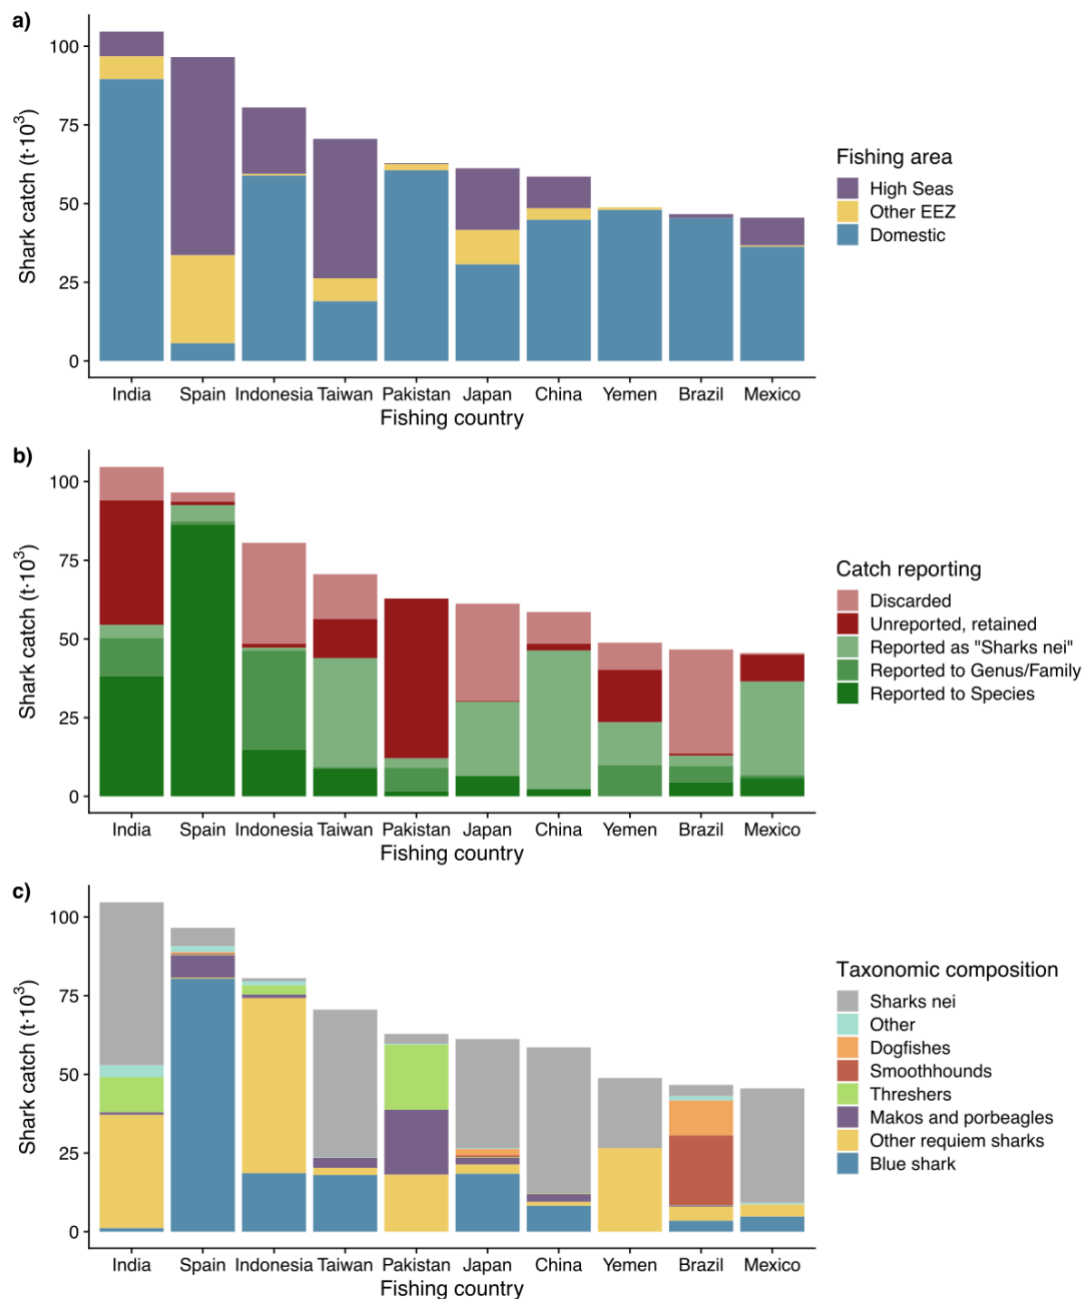 a)
Shark catch (t·10³)
100
75
50
25
0
India Spain Indonesia Taiwan Pakistan Japan China Yemen Brazil Mexico
Fishing country
Fishing area
High Seas
Other EEZ
Domestic
b)
Shark catch (t·10³)
100
75
50
25
0
India Spain Indonesia Taiwan Pakistan Japan China Yemen Brazil Mexico
Fishing country
Catch reporting
Discarded
Unreported, retained
Reported as "Sharks nei"
Reported to Genus/Family
Reported to Species
c)
Shark catch (t·10³)
100
75
50
25
0
India Spain Indonesia Taiwan Pakistan Japan China Yemen Brazil Mexico
Fishing country
Taxonomic composition
Sharks nei
Other
Dogfishes
Smoothhounds
Threshers
Makos and porbeagles
Other requiem sharks
Blue shark